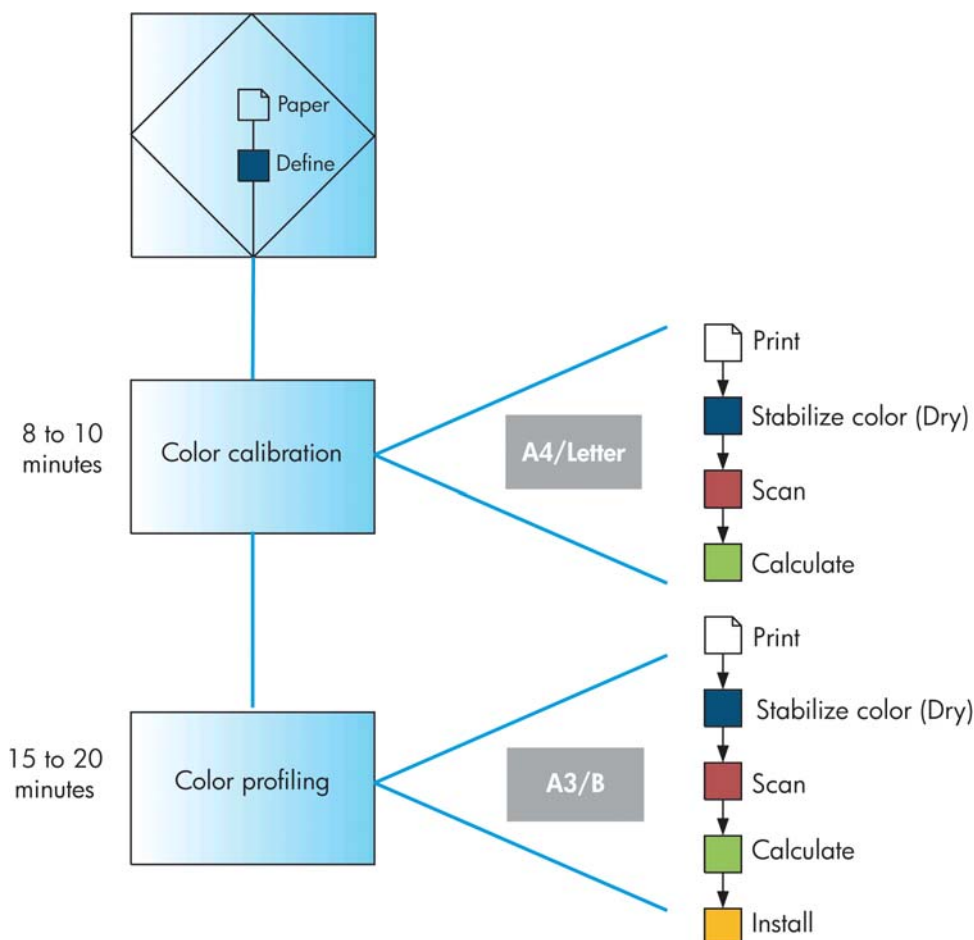 Paper
Define
8 to 10
minutes
Color calibration
A4/Letter
Print
Stabilize color (Dry)
Scan
Calculate
15 to 20
minutes
Color profiling
A3/B
Print
Stabilize color (Dry)
Scan
Calculate
Install